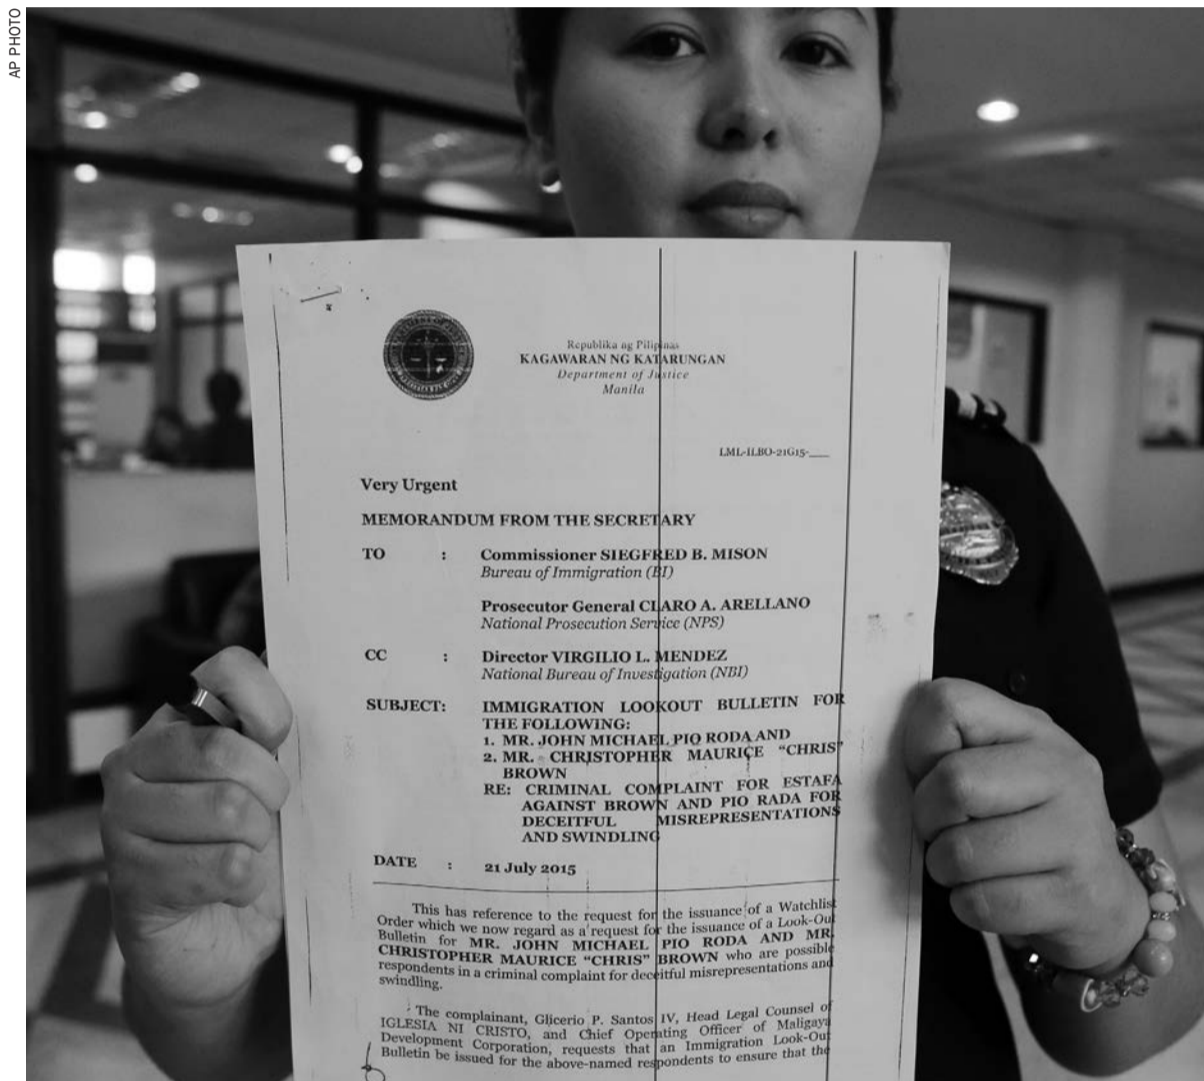 AP PHOTO
Republika ng Pilipinas
KAGAWARAN NG KATARUNGAN
Department of Justice
Manila
LML-ILBO-21G15-___
Very Urgent
MEMORANDUM FROM THE SECRETARY
TO : Commissioner SIEGFRED B. MISON
Bureau of Immigration (BI)
Prosecutor General CLARO A. ARELLANO
National Prosecution Service (NPS)
CC : Director VIRGILIO L. MENDEZ
National Bureau of Investigation (NBI)
SUBJECT: IMMIGRATION LOOKOUT BULLETIN FOR
THE FOLLOWING:
1. MR. JOHN MICHAEL PIO RODA AND
2. MR. CHRISTOPHER MAURICE “CHRIS”
BROWN
RE: CRIMINAL COMPLAINT FOR ESTAFA
AGAINST BROWN AND PIO RADA FOR
DECEITFUL MISREPRESENTATIONS
AND SWINDLING
DATE : 21 July 2015
This has reference to the request for the issuance of a Watchlist
Order which we now regard as a request for the issuance of a Look-Out
Bulletin for MR. JOHN MICHAEL PIO RODA AND MR.
CHRISTOPHER MAURICE “CHRIS” BROWN who are possible
respondents in a criminal complaint for deceitful misrepresentations and
swindling.
The complainant, Glicerio P. Santos IV, Head Legal Counsel of
IGLESIA NI CRISTO, and Chief Operating Officer of Maligaya
Development Corporation, requests that an Immigration Look-Out
Bulletin be issued for the above-named respondents to ensure that the